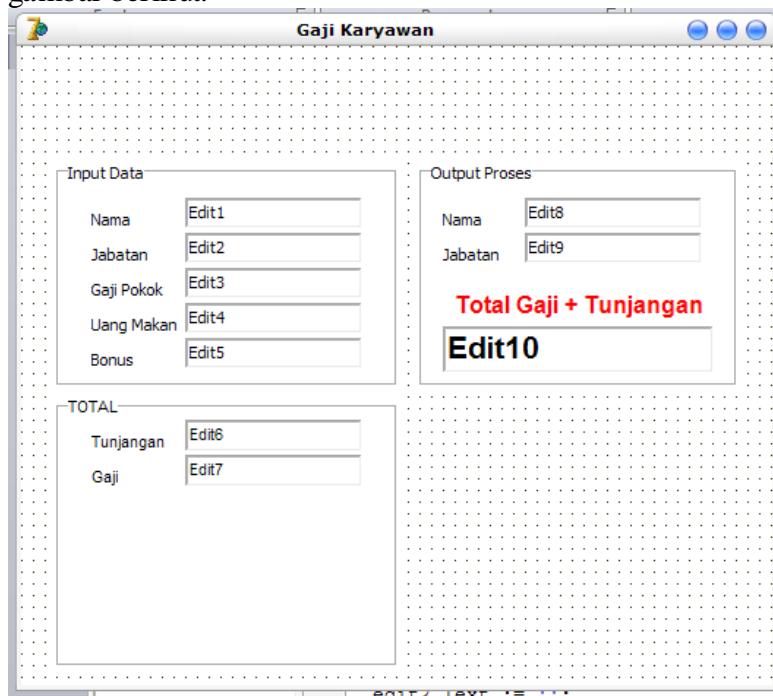 Gaji Karyawan
Input Data
Nama Edit1
Jabatan Edit2
Gaji Pokok Edit3
Uang Makan Edit4
Bonus Edit5
Output Proses
Nama Edit8
Jabatan Edit9
Total Gaji + Tunjangan
Edit10
TOTAL
Tunjangan Edit6
Gaji Edit7